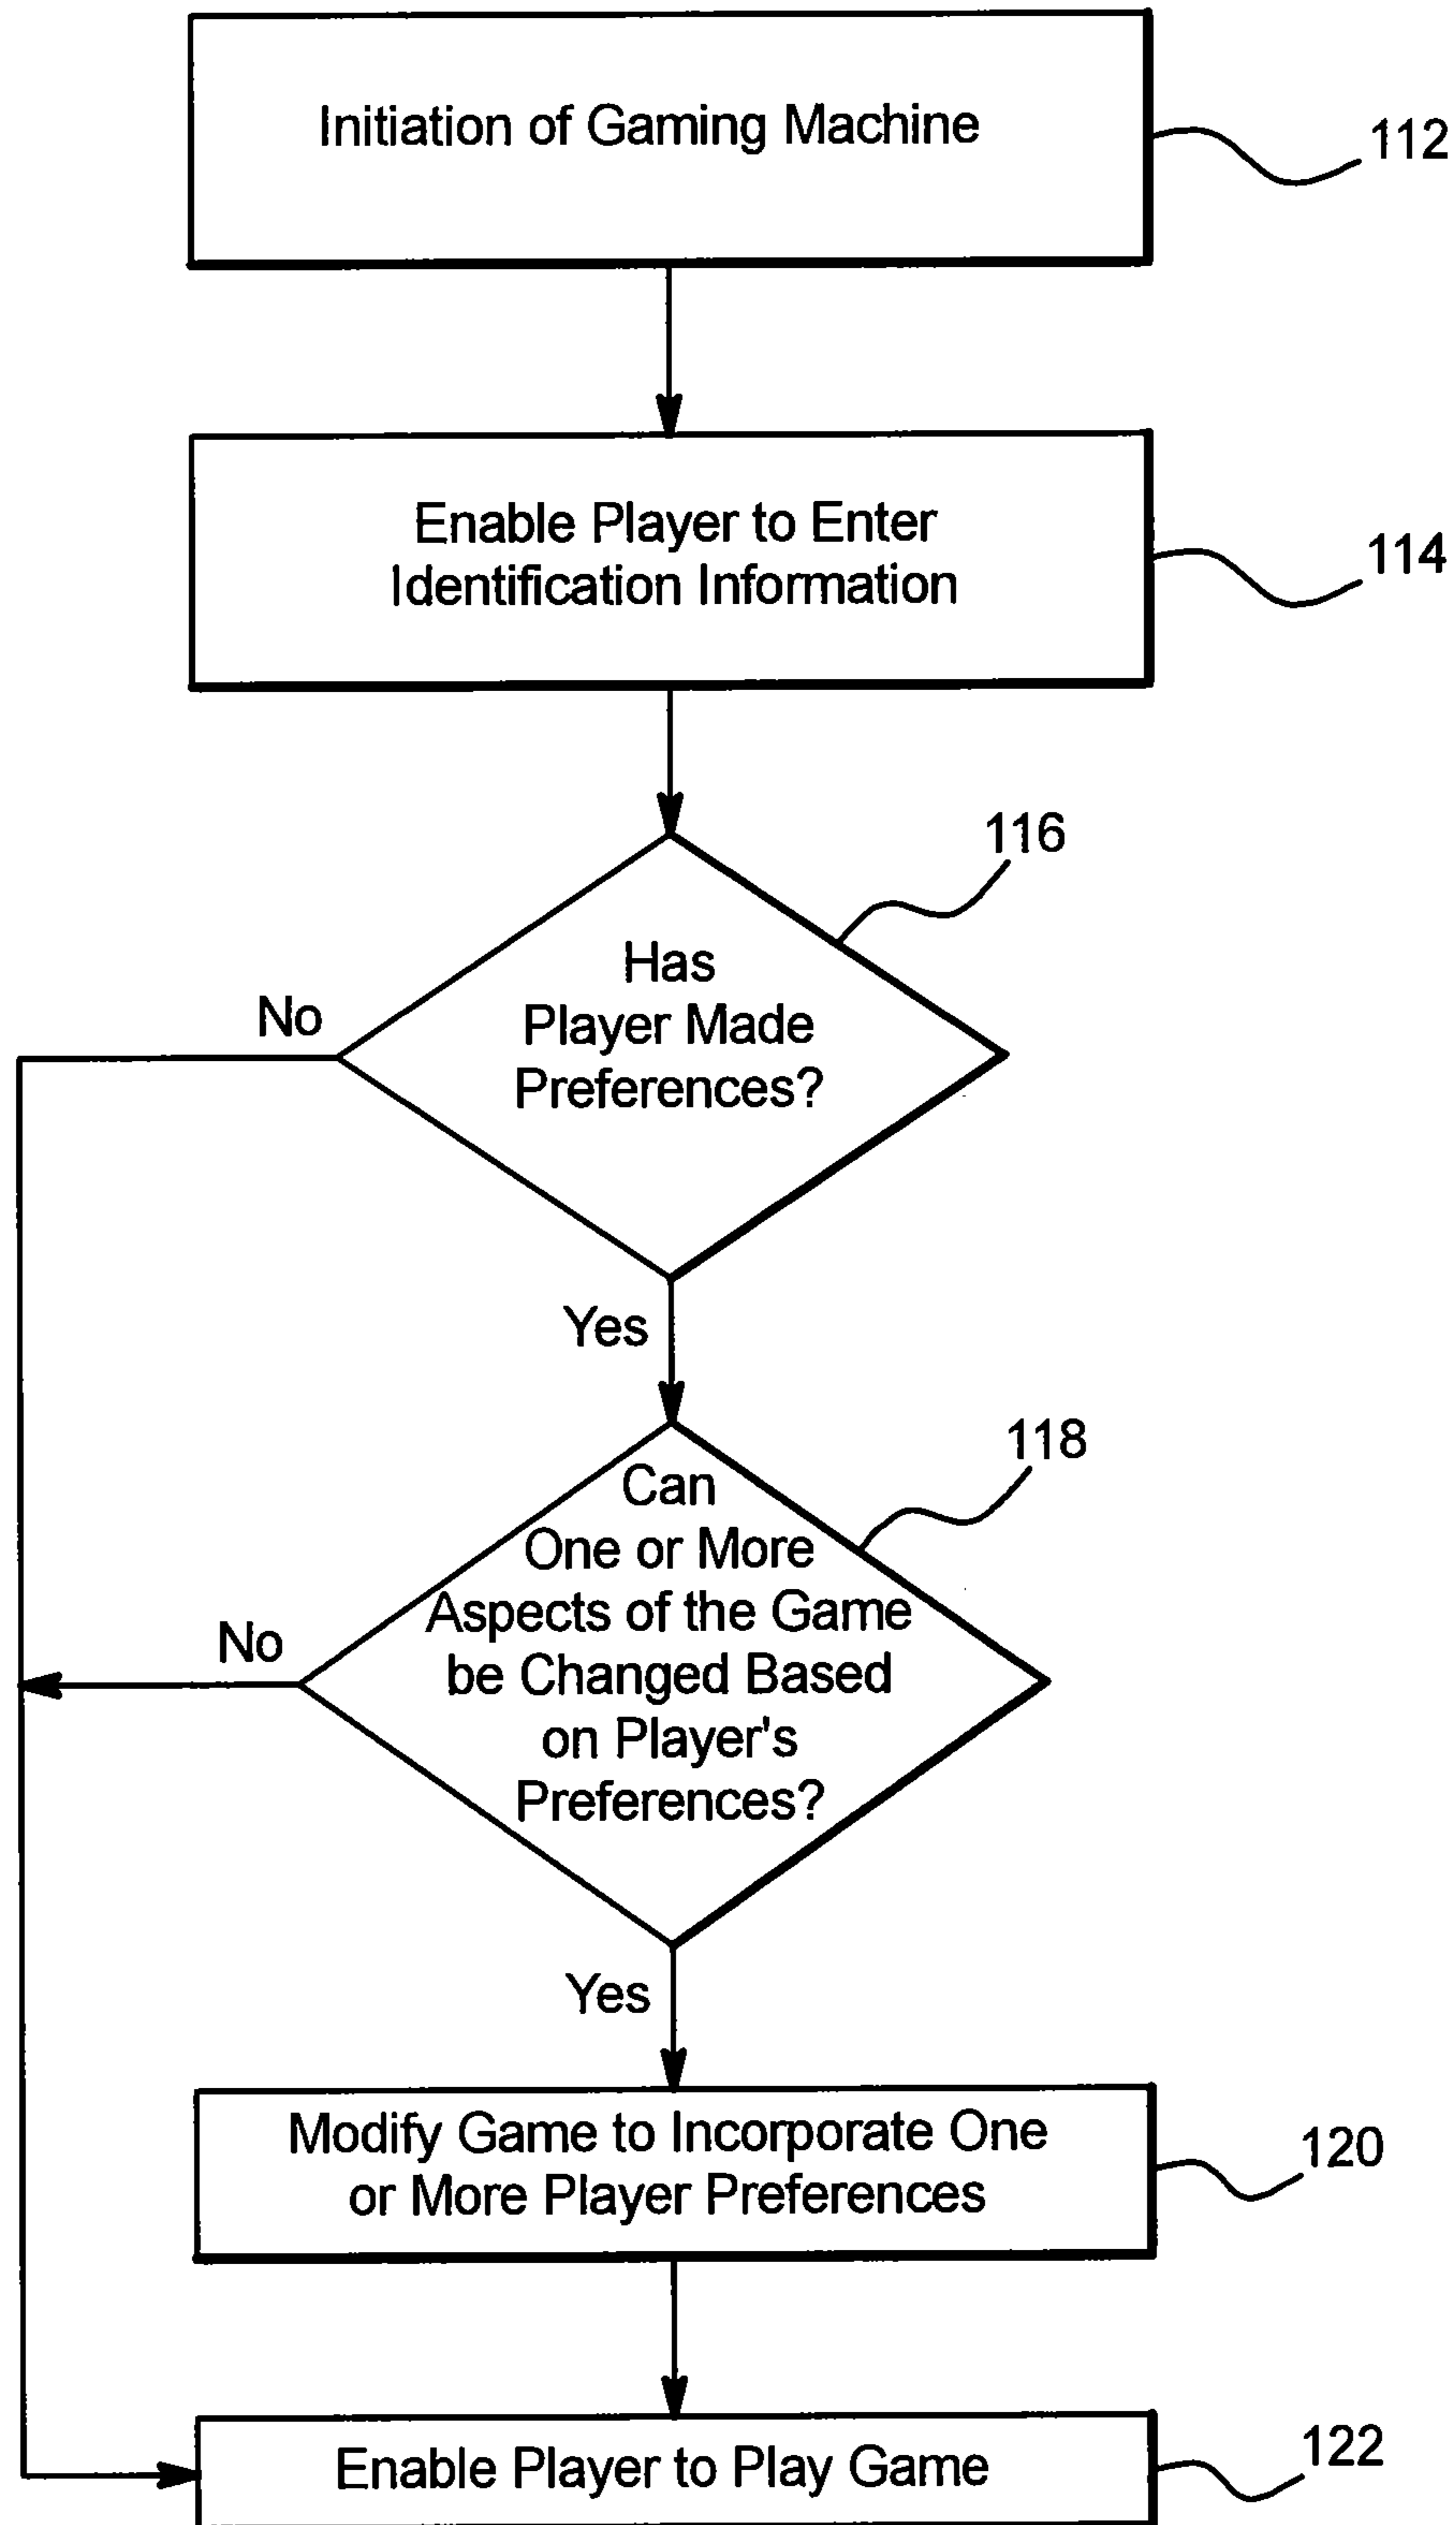 Initiation of Gaming Machine
112
Enable Player to Enter
Identification Information
114
116
Has
Player Made
Preferences?
No
Yes
118
Can
One or More
Aspects of the Game
be Changed Based
on Player's
Preferences?
No
Yes
Modify Game to Incorporate One
or More Player Preferences
120
Enable Player to Play Game
122